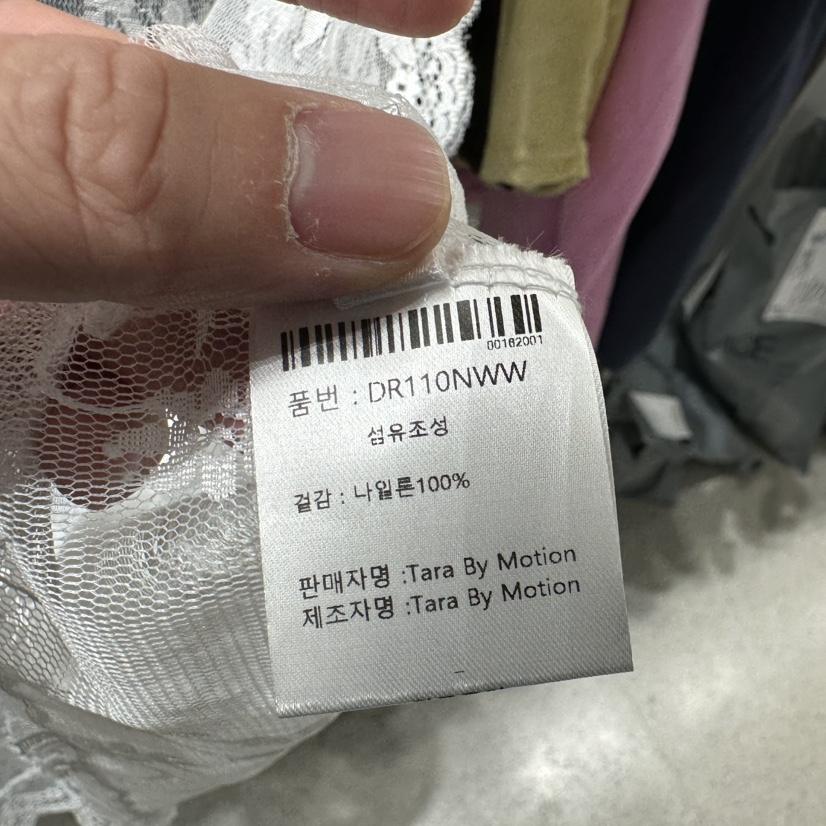 00162001
품번 : DR110NWW
섬유조성
겉감 : 나일론100%
판매자명 :Tara By Motion
제조자명 :Tara By Motion